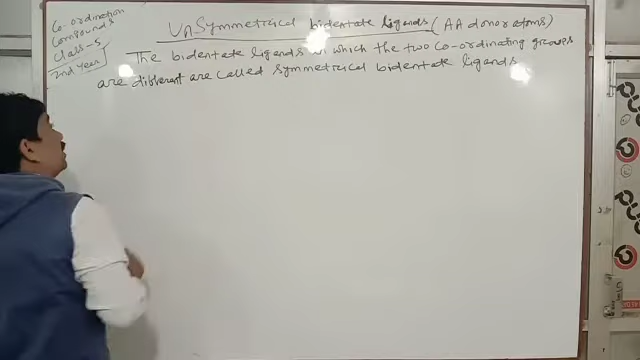 Co-ordination
Compounds
Class-5
2nd Year
UnSymmetrical bidentate ligands (AA donor atoms)
The bidentate ligands in which the two Co-ordinating groups
are different are called symmetrical bidentate ligands